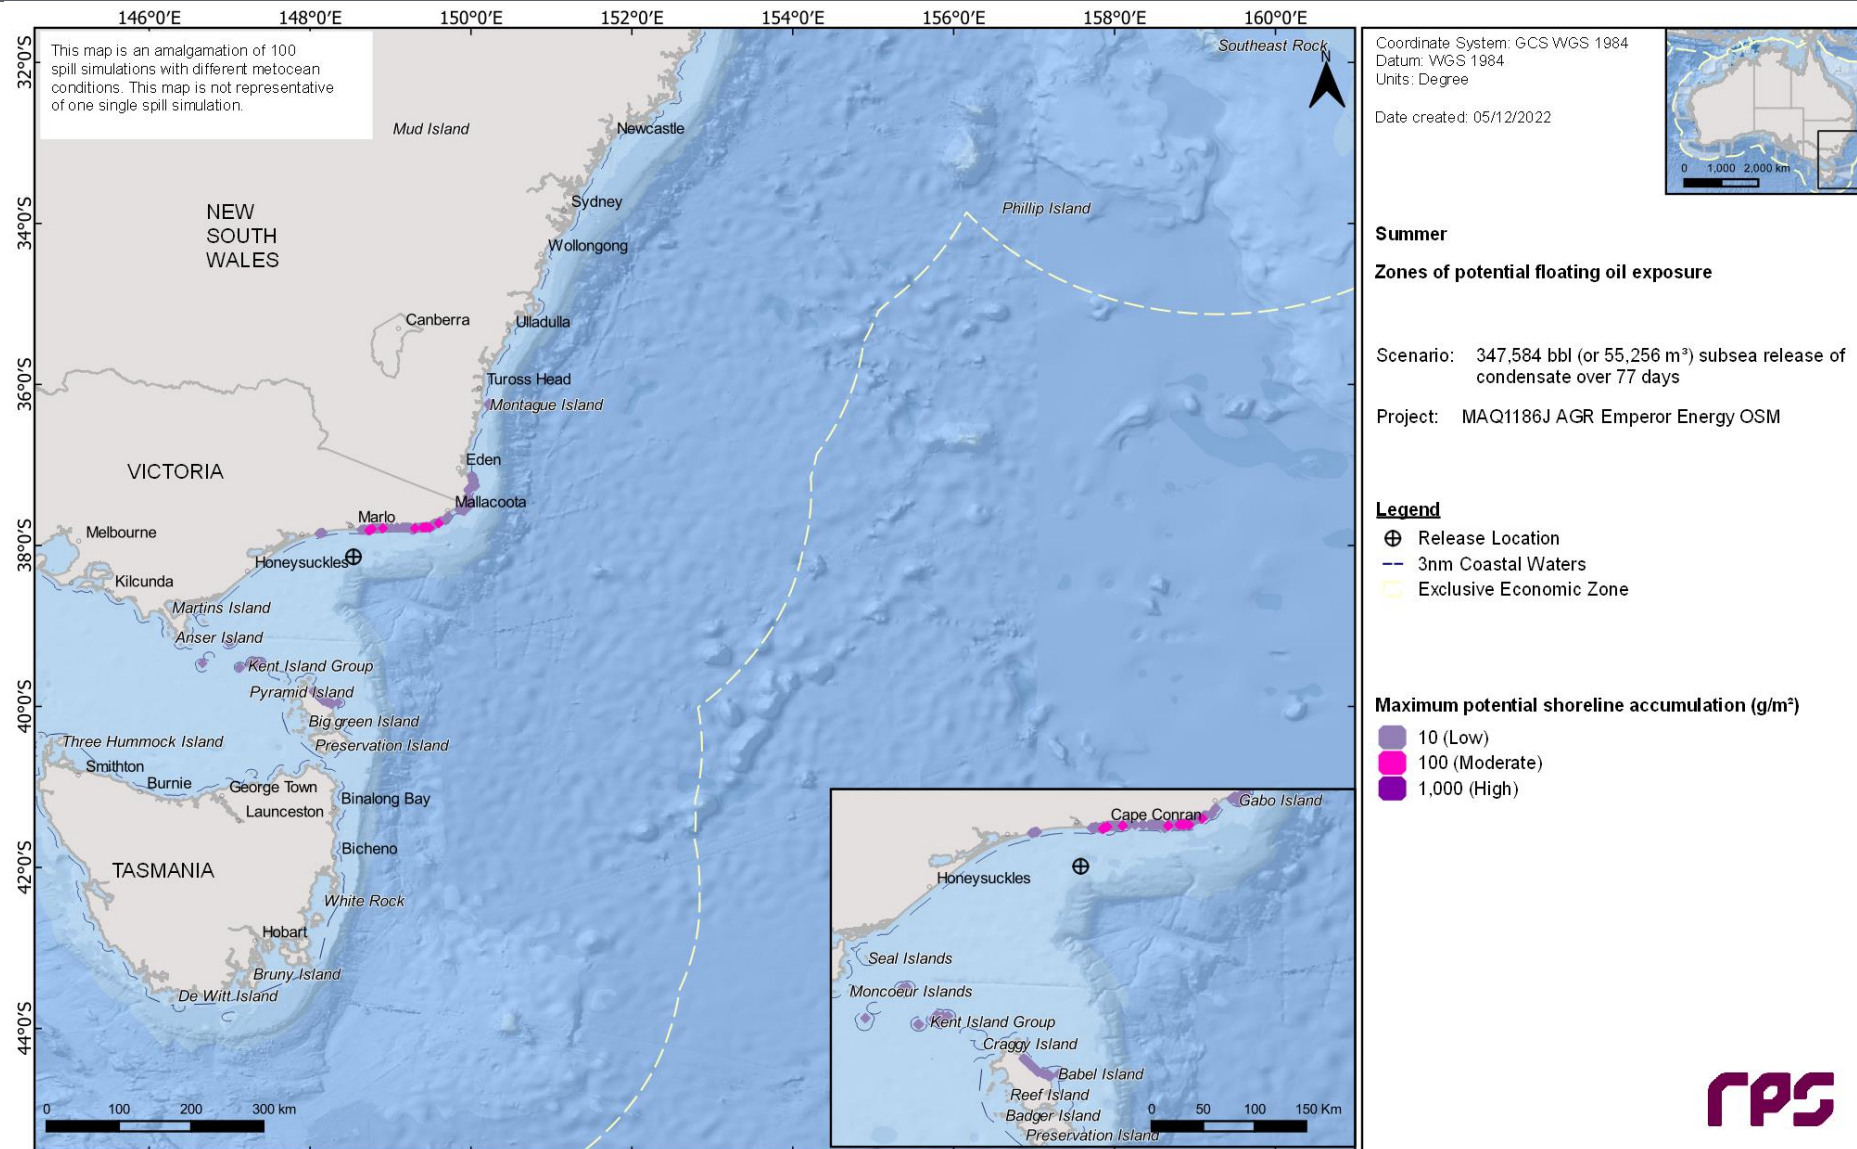 146°0'E 148°0'E 150°0'E 152°0'E 154°0'E 156°0'E 158°0'E 160°0'E
32°S
34°0'S
36°0'S
38°0'S
40°0'S
42°0'S
44°0'S
This map is an amalgamation of 100
spill simulations with different metocean
conditions. This map is not representative
of one single spill simulation.
Southeast Rock
N
Mud Island
Newcastle
NEW
SOUTH
WALES
Sydney
Phillip Island
Wollongong
Canberra
Ulladulla
Tuross Head
Montague Island
VICTORIA
Eden
Mallacoota
Marlo
Melbourne
Honeysuckles
Kilcunda
Martins Island
Anser Island
Kent Island Group
Pyramid Island
Big green Island
Three Hummock Island
Preservation Island
Smithton
Burnie
George Town
Binalong Bay
Launceston
Bicheno
TASMANIA
White Rock
Hobart
Bruny Island
De Witt Island
0 100 200 300 km
Gabo Island
Cape Conran
Honeysuckles
Seal Islands
Moncoeur Islands
Kent Island Group
Craggy Island
Babel Island
Reef Island
Badger Island
Preservation Island
0 50 100 150 Km
Coordinate System: GCS WGS 1984
Datum: WGS 1984
Units: Degree
Date created: 05/12/2022
0 1,000 2,000 km
Summer
Zones of potential floating oil exposure
Scenario: 347,584 bbl (or 55,256 m³) subsea release of
condensate over 77 days
Project: MAQ1186J AGR Emperor Energy OSM
Legend
Release Location
3nm Coastal Waters
Exclusive Economic Zone
Maximum potential shoreline accumulation (g/m²)
10 (Low)
100 (Moderate)
1,000 (High)
rps